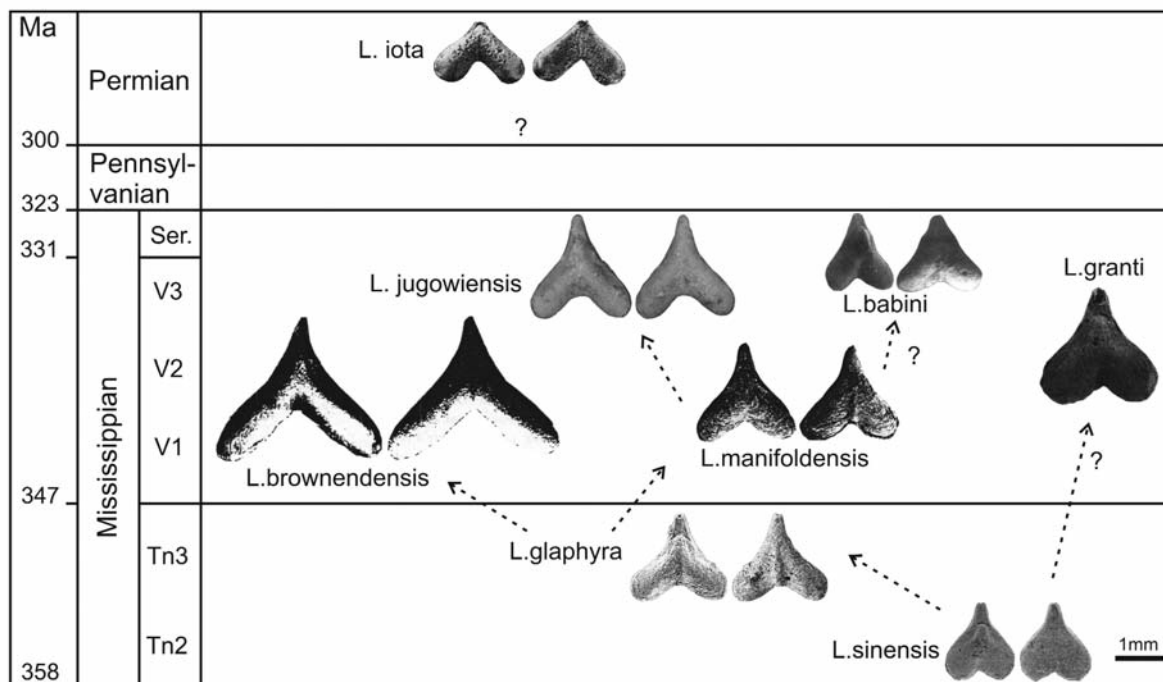 Ma
Permian
L. iota
?
300
Pennsyl-
vanian
323
Mississippian
Ser.
331
V3
L. jugowiensis
L.babini
L.granti
V2
?
V1
L.brownendensis
L.manifoldensis
?
347
Tn3
L.glaphyra
Tn2
L.sinensis
1mm
358